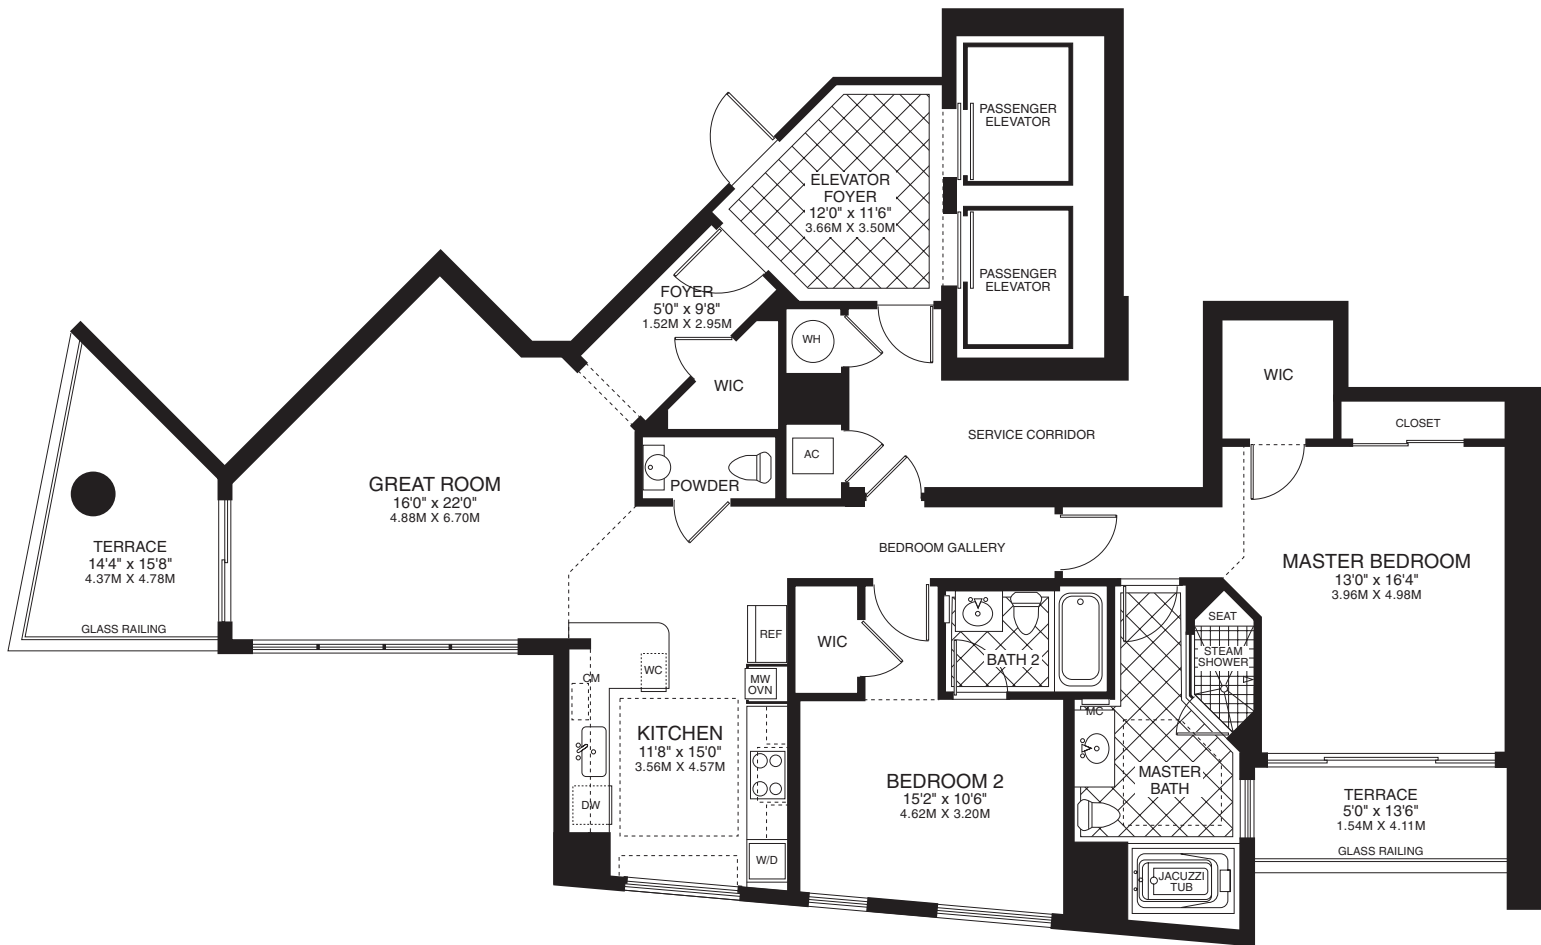 PASSENGER
ELEVATOR
ELEVATOR
FOYER
12'0" x 11'6"
3.66M X 3.50M
PASSENGER
ELEVATOR
FOYER
5'0" x 9'8"
1.52M X 2.95M
WH
WIC
WIC
CLOSET
SERVICE CORRIDOR
AC
POWDER
GREAT ROOM
16'0" x 22'0"
4.88M X 6.70M
TERRACE
14'4" x 15'8"
4.37M X 4.78M
GLASS RAILING
BEDROOM GALLERY
MASTER BEDROOM
13'0" x 16'4"
3.96M X 4.98M
SEAT
STEAM
SHOWER
REF
WIC
BATH 2
WC
CM
MW
OVN
MC
KITCHEN
11'8" x 15'0"
3.56M X 4.57M
BEDROOM 2
15'2" x 10'6"
4.62M X 3.20M
MASTER
BATH
TERRACE
5'0" x 13'6"
1.54M X 4.11M
GLASS RAILING
DW
W/D
JACUZZI
TUB